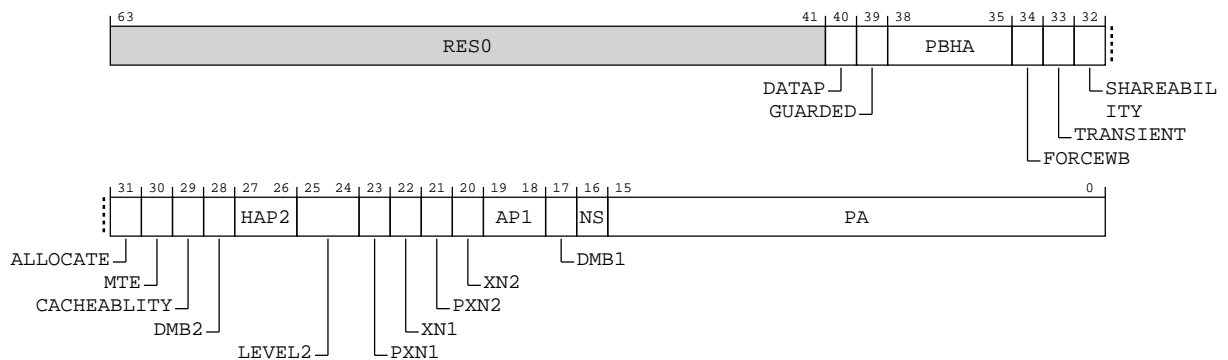 63 41 40 39 38 35 34 33 32
RES0 PBHA
DATAP SHAREABIL
GUARDED ITY
TRANSIENT
FORCEWB
31 30 29 28 27 26 25 24 23 22 21 20 19 18 17 16 15 0
HAP2 AP1 NS PA
ALLOCATE DMB1
MTE XN2
CACHEABLITY PXN2
DMB2 XN1
LEVEL2 PXN1